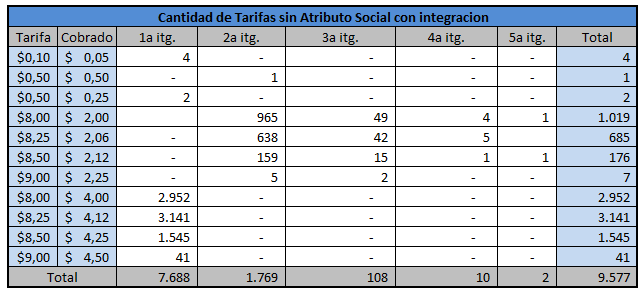 Cantidad de Tarifas sin Atributo Social con integracion
Tarifa Cobrado 1a itg. 2a itg. 3a itg. 4a itg. 5a itg. Total
$0,10 $ 0,05 4 - - - - 4
$0,50 $ 0,50 - 1 - - - 1
$0,50 $ 0,25 2 - - - - 2
$8,00 $ 2,00 965 49 4 1 1.019
$8,25 $ 2,06 - 638 42 5 - 685
$8,50 $ 2,12 - 159 15 1 1 176
$9,00 $ 2,25 - 5 2 - - 7
$8,00 $ 4,00 2.952 - - - - 2.952
$8,25 $ 4,12 3.141 - - - - 3.141
$8,50 $ 4,25 1.545 - - - - 1.545
$9,00 $ 4,50 41 - - - - 41
Total 7.688 1.769 108 10 2 9.577